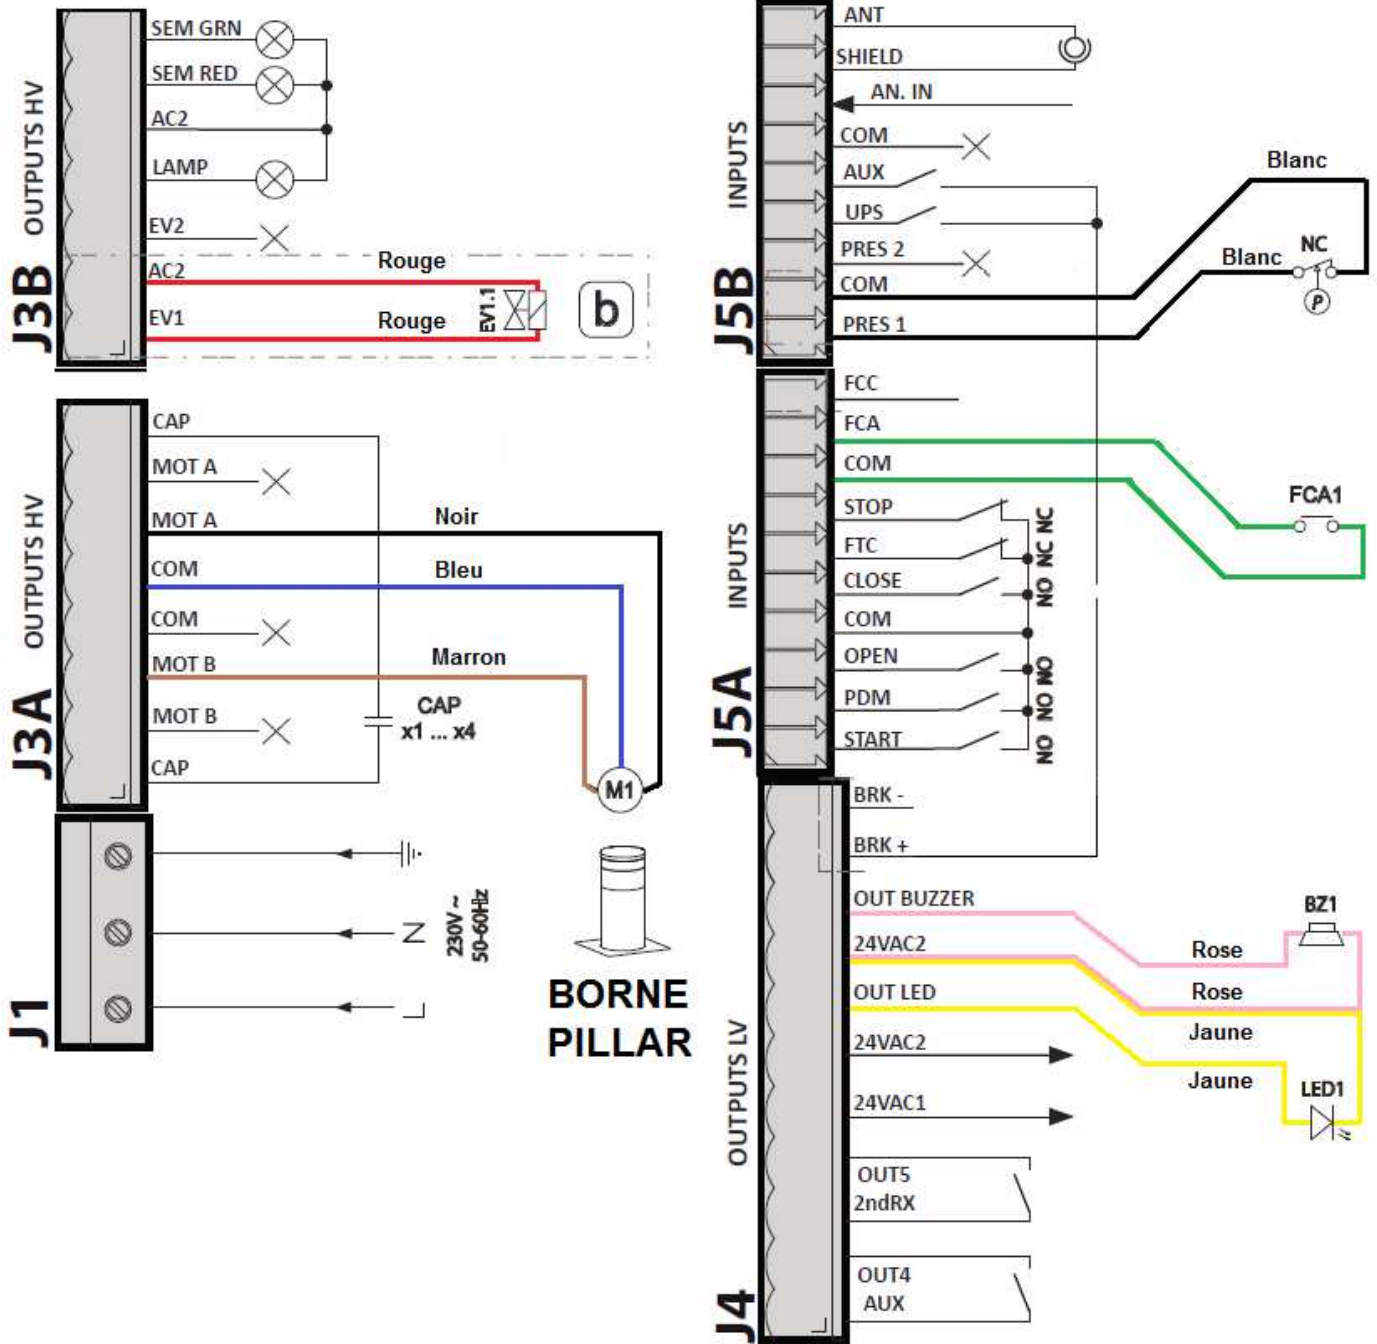 J3B
OUTPUTS HV
SEM GRN
SEM RED
AC2
LAMP
EV2
AC2
Rouge
EV1
Rouge
EV1.1
b
J3A
OUTPUTS HV
CAP
MOT A
MOT A
Noir
COM
Bleu
COM
MOT B
Marron
MOT B
CAP
CAP
x1 ... x4
M1
J1
N
L
230V ~
50-60Hz
BORNE
PILLAR
J5B
INPUTS
ANT
SHIELD
AN. IN
COM
AUX
UPS
PRES 2
COM
PRES 1
Blanc
Blanc
NC
P
J5A
INPUTS
FCC
FCA
COM
FCA1
STOP
NC
FTC
NC
CLOSE
NO
COM
OPEN
NO
PDM
NO
START
NO
J4
OUTPUTS LV
BRK -
BRK +
OUT BUZZER
24VAC2
OUT LED
24VAC2
24VAC1
OUT5
2ndRX
OUT4
AUX
BZ1
Rose
Rose
Jaune
Jaune
LED1